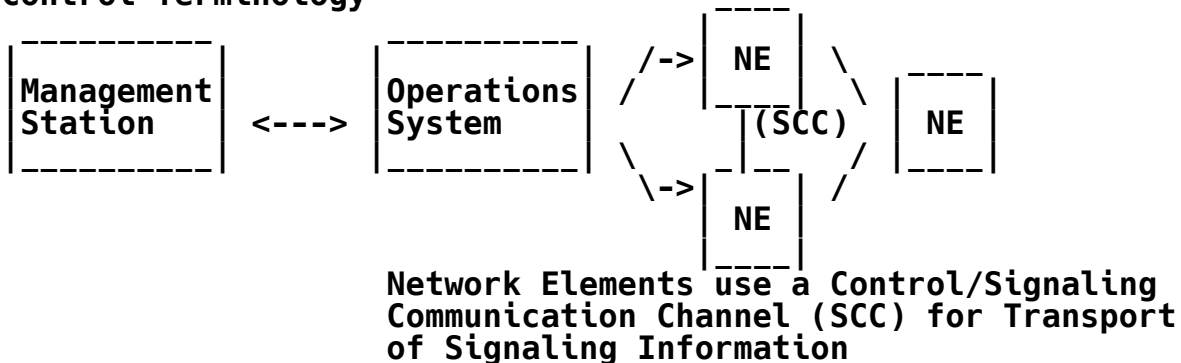 Control Terminology
NE
Management Operations
Station <---> System (SCC) NE
NE
Network Elements use a Control/Signaling
Communication Channel (SCC) for Transport
of Signaling Information